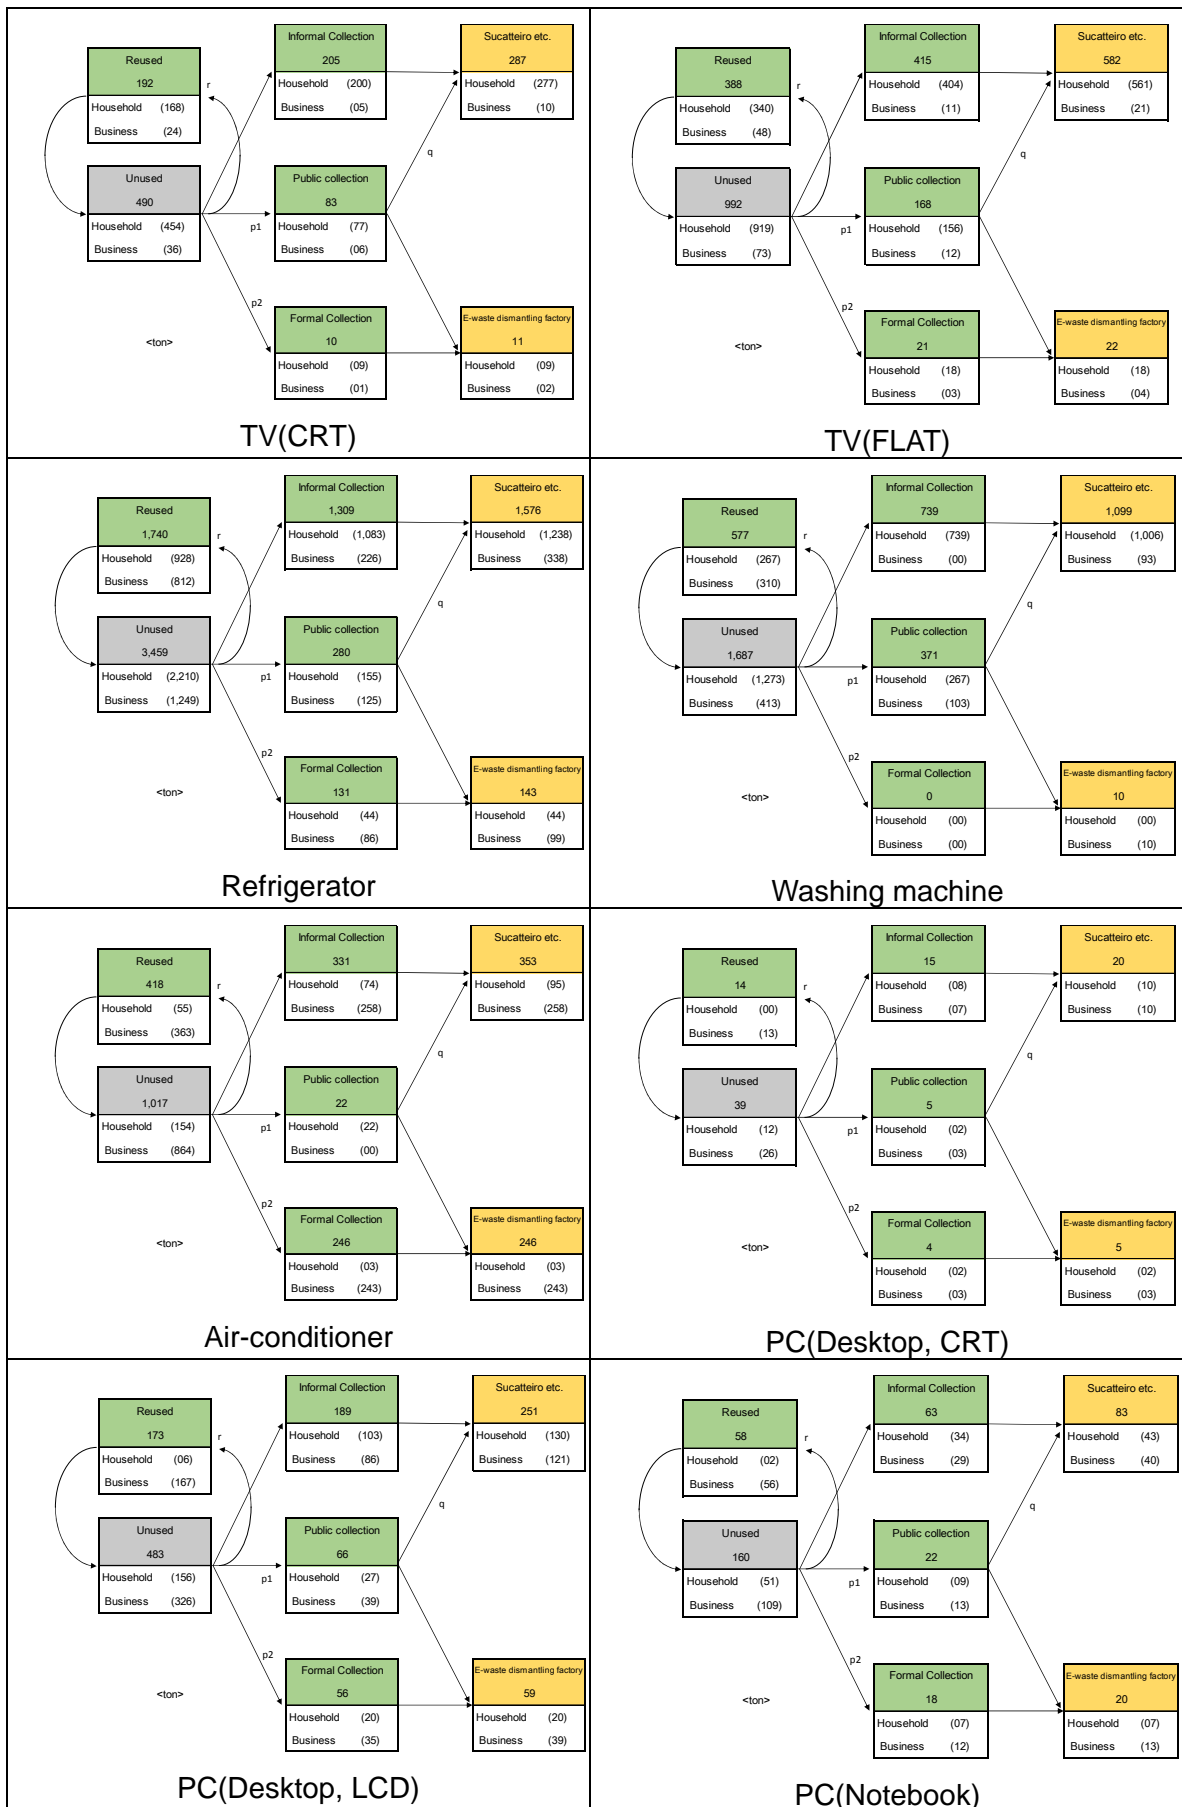 Informal Collection
205
Household (200)
Business (05)
Sucatteiro etc.
287
Household (277)
Business (10)
Reused
192
Household (168)
Business (24)
r
q
Unused
490
Household (454)
Business (36)
p1
Public collection
83
Household (77)
Business (06)
p2
Formal Collection
10
Household (09)
Business (01)
E-waste dismantling factory
11
Household (09)
Business (02)
<ton>
TV(CRT)
Informal Collection
415
Household (404)
Business (11)
Sucatteiro etc.
582
Household (561)
Business (21)
Reused
388
Household (340)
Business (48)
r
q
Unused
992
Household (919)
Business (73)
p1
Public collection
168
Household (156)
Business (12)
p2
Formal Collection
21
Household (18)
Business (03)
E-waste dismantling factory
22
Household (18)
Business (04)
<ton>
TV(FLAT)
Informal Collection
1,309
Household (1,083)
Business (226)
Sucatteiro etc.
1,576
Household (1,238)
Business (338)
Reused
1,740
Household (928)
Business (812)
r
q
Unused
3,459
Household (2,210)
Business (1,249)
p1
Public collection
280
Household (155)
Business (125)
p2
Formal Collection
131
Household (44)
Business (86)
E-waste dismantling factory
143
Household (44)
Business (99)
<ton>
Refrigerator
Informal Collection
739
Household (739)
Business (00)
Sucatteiro etc.
1,099
Household (1,006)
Business (93)
Reused
577
Household (267)
Business (310)
r
q
Unused
1,687
Household (1,273)
Business (413)
p1
Public collection
371
Household (267)
Business (103)
p2
Formal Collection
0
Household (00)
Business (00)
E-waste dismantling factory
10
Household (00)
Business (10)
<ton>
Washing machine
Informal Collection
331
Household (74)
Business (258)
Sucatteiro etc.
353
Household (95)
Business (258)
Reused
418
Household (55)
Business (363)
r
q
Unused
1,017
Household (154)
Business (864)
p1
Public collection
22
Household (22)
Business (00)
p2
Formal Collection
246
Household (03)
Business (243)
E-waste dismantling factory
246
Household (03)
Business (243)
<ton>
Air-conditioner
Informal Collection
15
Household (08)
Business (07)
Sucatteiro etc.
20
Household (10)
Business (10)
Reused
14
Household (00)
Business (13)
r
q
Unused
39
Household (12)
Business (26)
p1
Public collection
5
Household (02)
Business (03)
p2
Formal Collection
4
Household (02)
Business (03)
E-waste dismantling factory
5
Household (02)
Business (03)
<ton>
PC(Desktop, CRT)
Informal Collection
189
Household (103)
Business (86)
Sucatteiro etc.
251
Household (130)
Business (121)
Reused
173
Household (06)
Business (167)
r
q
Unused
483
Household (156)
Business (326)
p1
Public collection
66
Household (27)
Business (39)
p2
Formal Collection
56
Household (20)
Business (35)
E-waste dismantling factory
59
Household (20)
Business (39)
<ton>
PC(Desktop, LCD)
Informal Collection
63
Household (34)
Business (29)
Sucatteiro etc.
83
Household (43)
Business (40)
Reused
58
Household (02)
Business (56)
r
q
Unused
160
Household (51)
Business (109)
p1
Public collection
22
Household (09)
Business (13)
p2
Formal Collection
18
Household (07)
Business (12)
E-waste dismantling factory
20
Household (07)
Business (13)
<ton>
PC(Notebook)